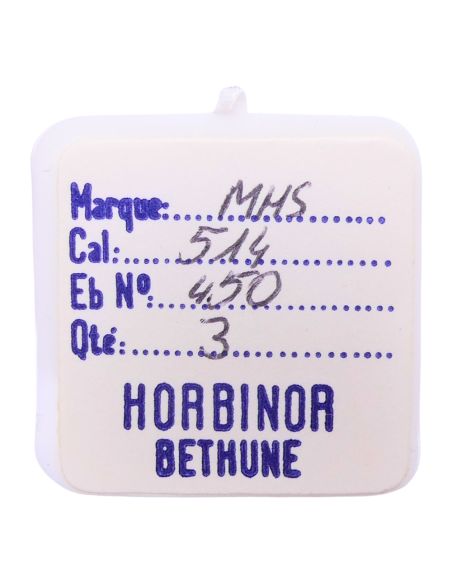 Marque:.....MHS..........
Cal:......514..............
Eb Nº:.....450..............
Qté:..........3................
HORBINOR
BETHUNE